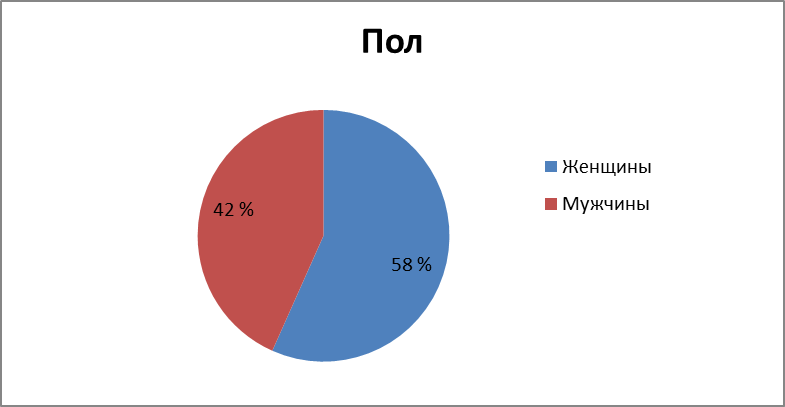 Пол
Женщины
Мужчины
42 %
58 %